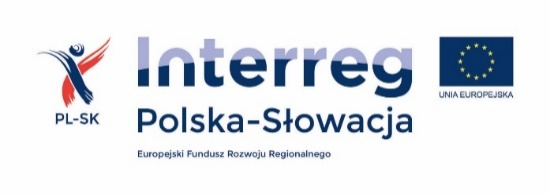 Interreg
PL-SK
Polska-Słowacja
UNIA EUROPEJSKA
Europejski Fundusz Rozwoju Regionalnego